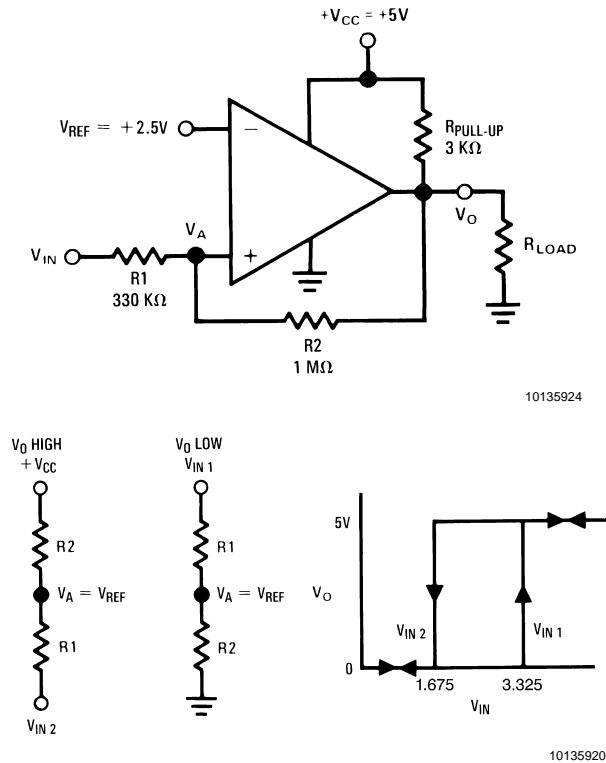 +VCC = +5V
VREF = +2.5V
RPULL-UP
3 KΩ
−
VA
VO
VIN
+
RLOAD
R1
330 KΩ
R2
1 MΩ
10135924
VO HIGH
+ VCC
VO LOW
VIN 1
R2
R1
5V
VA = VREF
VA = VREF
VO
VIN 2
VIN 1
R1
R2
0
1.675
3.325
VIN
VIN 2
10135920